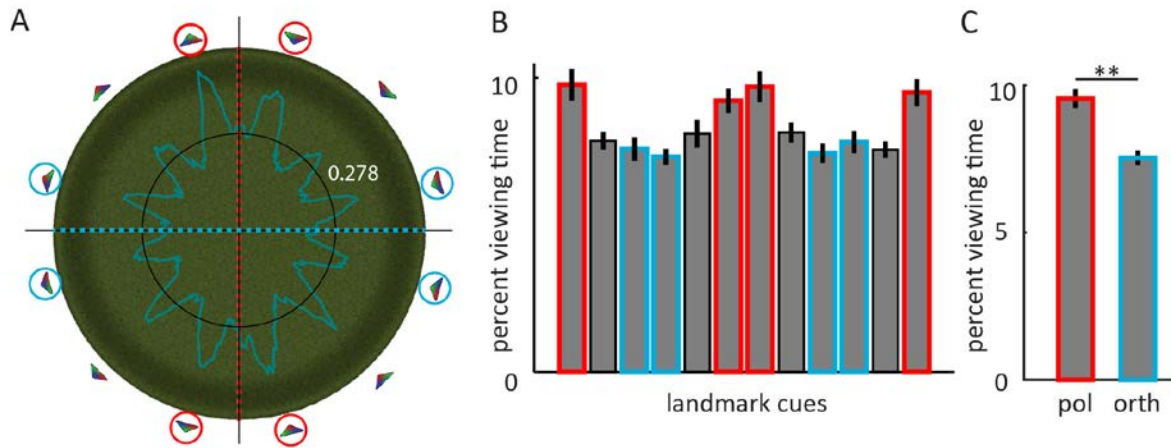 A
0.278
B
percent viewing time
10
0
landmark cues
C
percent viewing time
10
5
0
**
pol orth